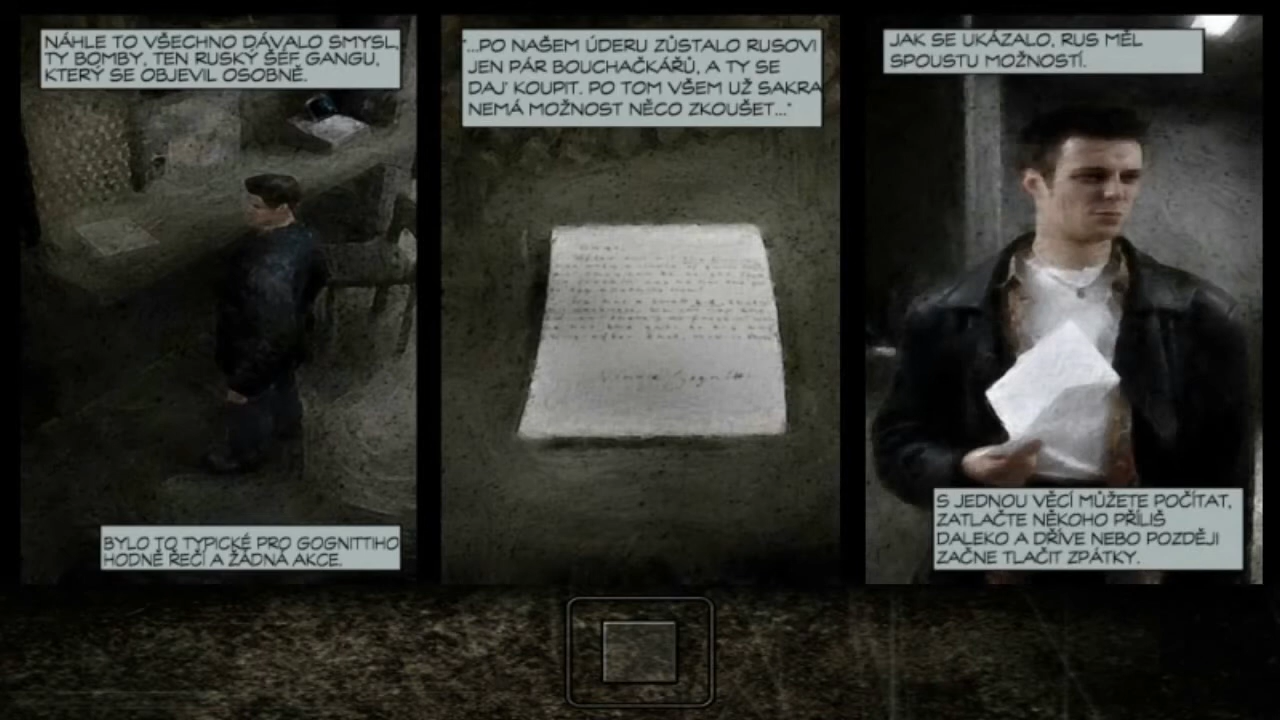 NÁHLE TO VŠECHNO DÁVALO SMYSL,
TY BOMBY, TEN RUSKÝ ŠÉF GANGU,
KTERÝ SE OBJEVIL OSOBNĚ.
BYLO TO TYPICKÉ PRO GOGNITTIHO
HODNĚ ŘEČÍ A ŽÁDNÁ AKCE.
"...PO NAŠEM ÚDERU ZŮSTALO RUSOVI
JEN PÁR BOUCHAČKÁŘŮ, A TY SE
DAJ' KOUPIT. PO TOM VŠEM UŽ SAKRA
NEMÁ MOŽNOST NĚCO ZKOUŠET..."
JAK SE UKÁZALO, RUS MĚL
SPOUSTU MOŽNOSTÍ.
S JEDNOU VĚCÍ MŮŽETE POČÍTAT,
ZATLAČTE NĚKOHO PŘÍLIŠ
DALEKO A DŘÍVE NEBO POZDĚJI
ZAČNE TLAČIT ZPÁTKY.